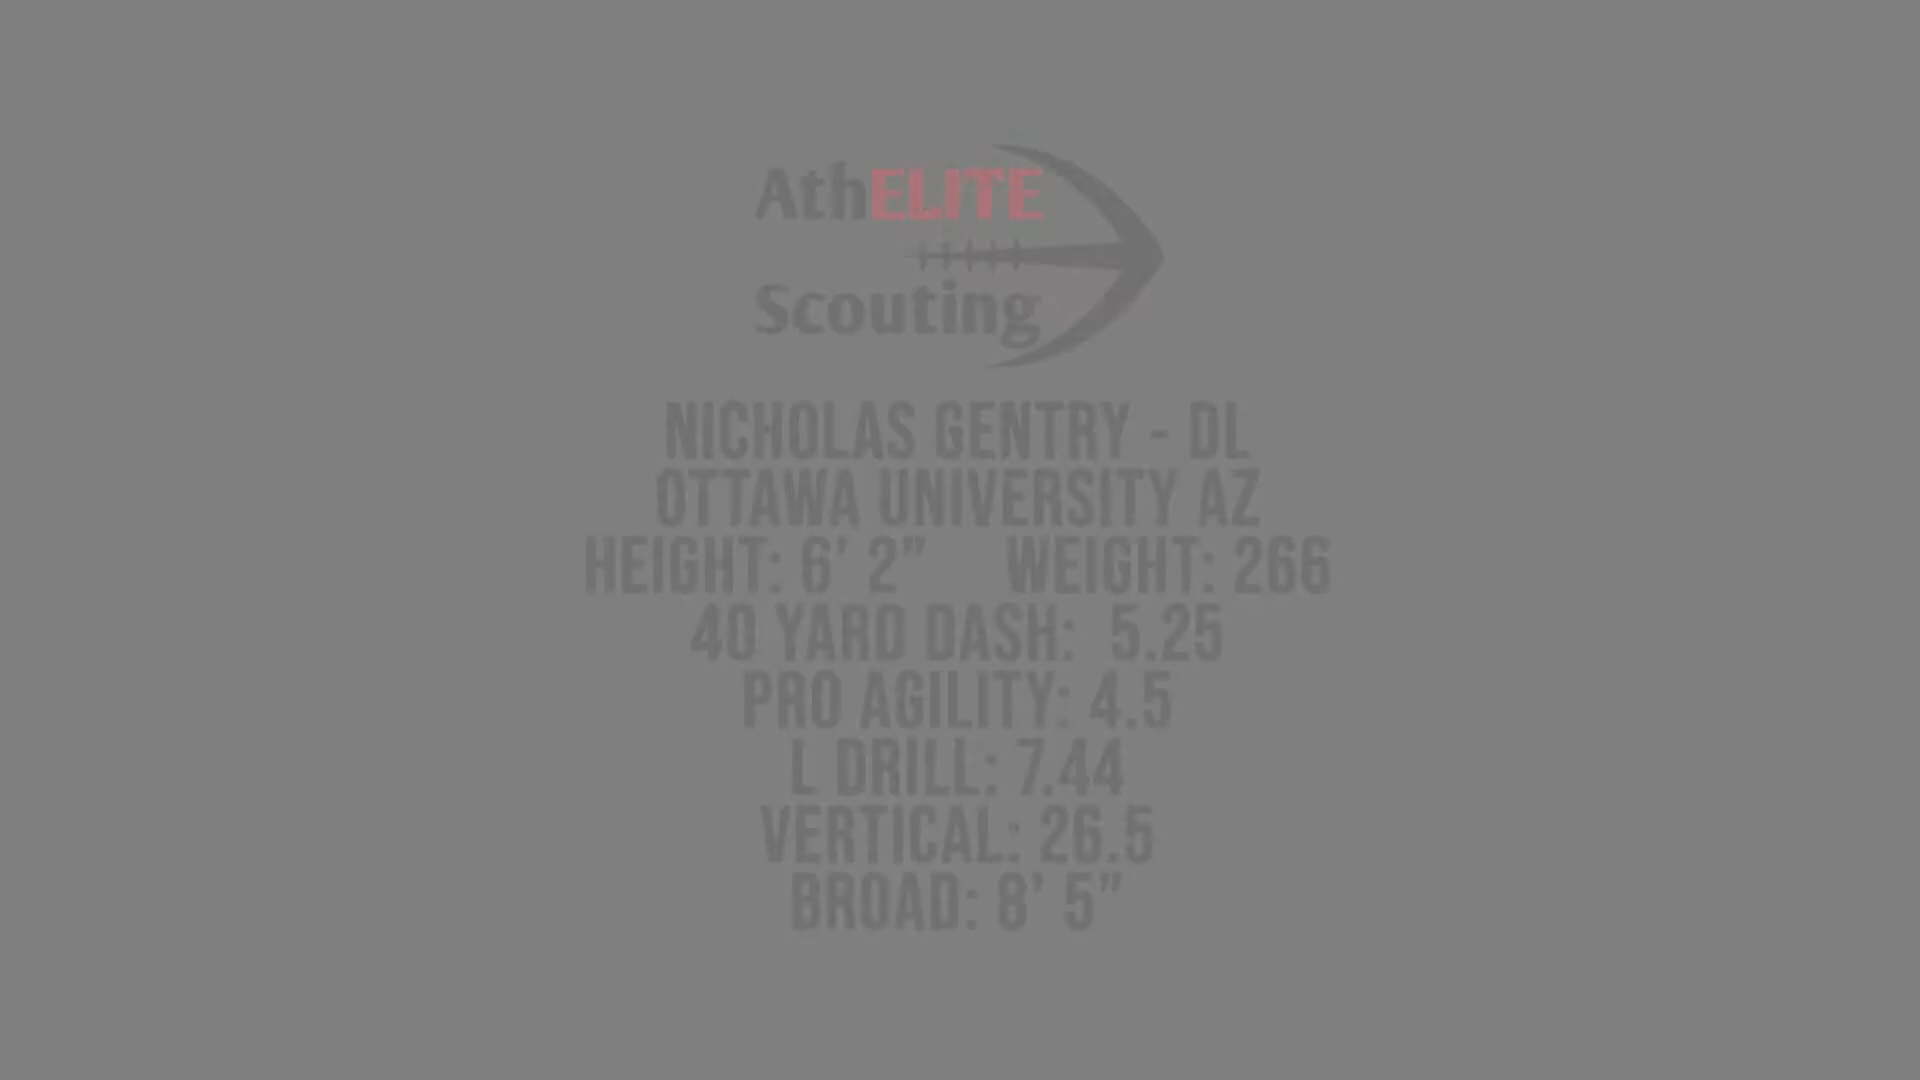 AthELITE
Scouting
NICHOLAS GENTRY - DL
OTTAWA UNIVERSITY AZ
HEIGHT: 6’ 2” WEIGHT: 266
40 YARD DASH: 5.25
PRO AGILITY: 4.5
L DRILL: 7.44
VERTICAL: 26.5
BROAD: 8’ 5”